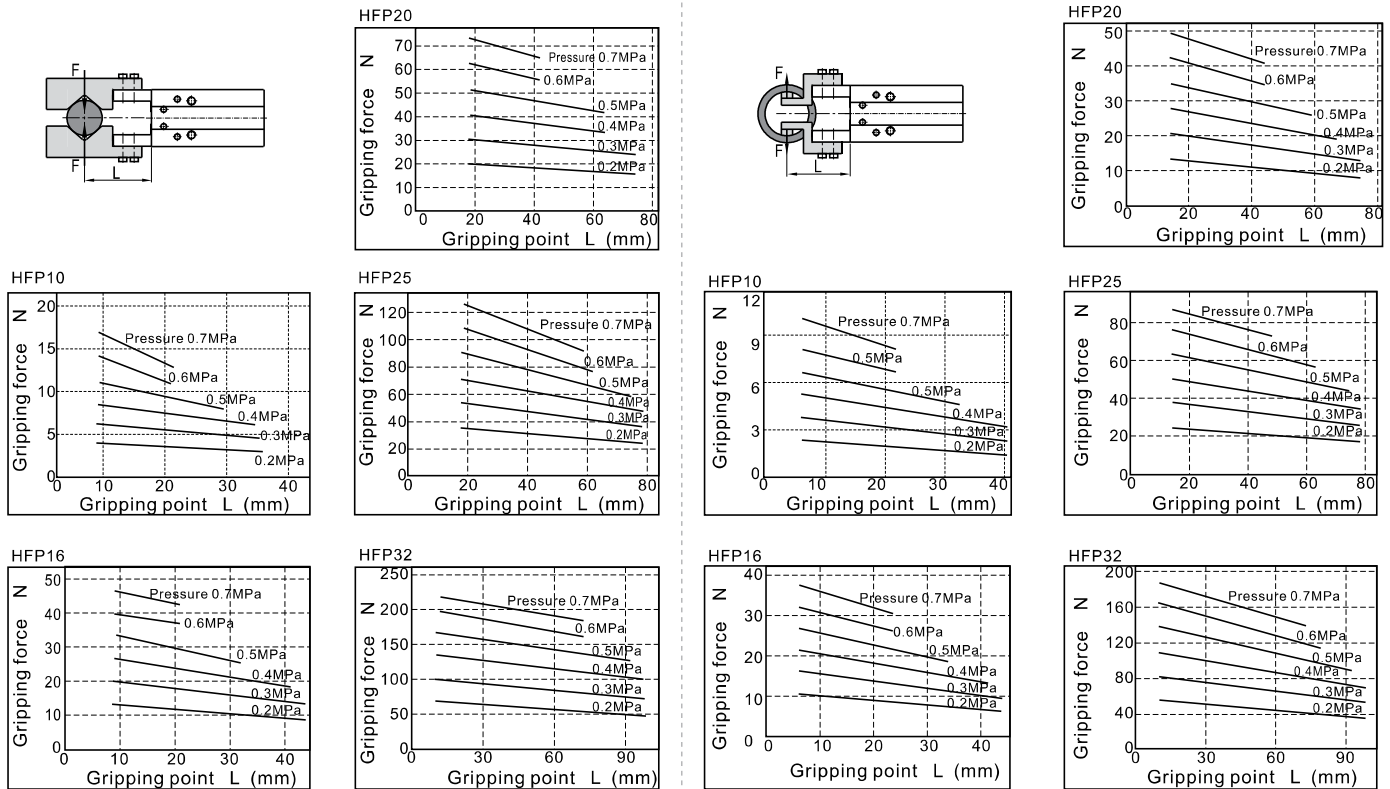 F
F
L
HFP20
Gripping force N
70
60
50
40
30
20
10
0
Pressure 0.7MPa
0.6MPa
0.5MPa
0.4MPa
0.3MPa
0.2MPa
0 20 40 60 80
Gripping point L (mm)
F
F
L
HFP20
Gripping force N
50
40
30
20
10
0
Pressure 0.7MPa
0.6MPa
0.5MPa
0.4MPa
0.3MPa
0.2MPa
0 20 40 60 80
Gripping point L (mm)
HFP10
Gripping force N
20
15
10
5
0
Pressure 0.7MPa
0.6MPa
0.5MPa
0.4MPa
0.3MPa
0.2MPa
0 10 20 30 40
Gripping point L (mm)
HFP25
Gripping force N
120
100
80
60
40
20
0
Pressure 0.7MPa
0.6MPa
0.5MPa
0.4MPa
0.3MPa
0.2MPa
0 20 40 60 80
Gripping point L (mm)
HFP10
Gripping force N
12
9
6
3
0
Pressure 0.7MPa
0.5MPa
0.5MPa
0.4MPa
0.3MPa
0.2MPa
0 10 20 30 40
Gripping point L (mm)
HFP25
Gripping force N
80
60
40
20
0
Pressure 0.7MPa
0.6MPa
0.5MPa
0.4MPa
0.3MPa
0.2MPa
0 20 40 60 80
Gripping point L (mm)
HFP16
Gripping force N
50
40
30
20
10
0
Pressure 0.7MPa
0.6MPa
0.5MPa
0.4MPa
0.3MPa
0.2MPa
0 10 20 30 40
Gripping point L (mm)
HFP32
Gripping force N
250
200
150
100
50
0
Pressure 0.7MPa
0.6MPa
0.5MPa
0.4MPa
0.3MPa
0.2MPa
0 30 60 90
Gripping point L (mm)
HFP16
Gripping force N
40
30
20
10
0
Pressure 0.7MPa
0.6MPa
0.5MPa
0.4MPa
0.3MPa
0.2MPa
0 10 20 30 40
Gripping point L (mm)
HFP32
Gripping force N
200
160
120
80
40
0
Pressure 0.7MPa
0.6MPa
0.5MPa
0.4MPa
0.3MPa
0.2MPa
0 30 60 90
Gripping point L (mm)